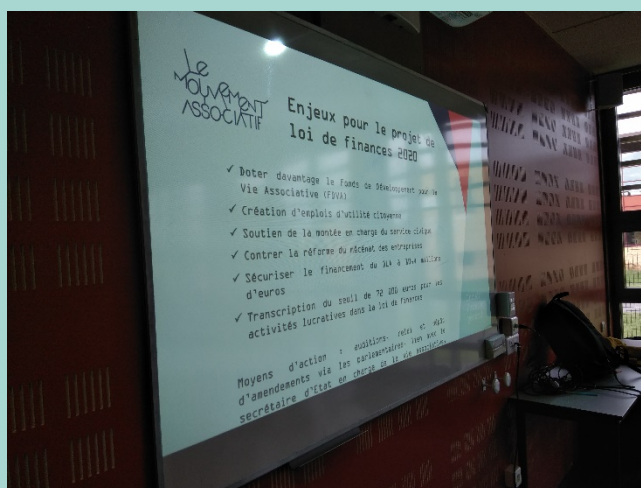 Le
MOUVEMENT
ASSOCIATIF
Enjeux pour le projet de
loi de finances 2020
✓ Doter davantage le Fonds de Développement pour
Vie Associative (FDVA)
✓ Création d'emplois d'utilité citoyenne
✓ Soutien de la montée en charge du service civique
✓ Contrer la réforme du mécénat des entreprises
✓ Sécuriser le financement du à millions
d'euros
✓ Transcription du seuil de 72 000 euros pour
activités lucratives dans la loi de finances
Moyens d'action : auditions, relai
d'amendements via les parlementaires, lien avec le
secrétaire d'Etat en charge de la vie associative